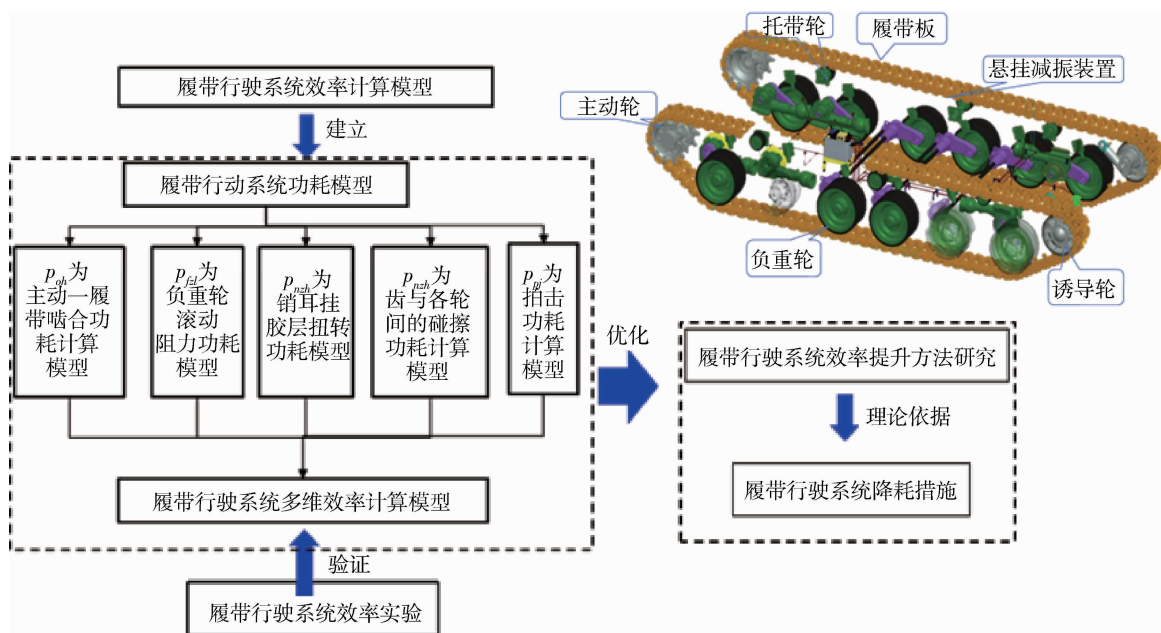 履带行驶系统效率计算模型
建立
履带行动系统功耗模型
p_oh为
主动一履
带啮合功
耗计算
模型
p_fzl为
负重轮
滚动
阻力功耗
模型
p_nzh为
销耳挂
胶层扭转
功耗模型
p_nzh为
齿与各轮
间的碰擦
功耗计算
模型
为
拍击
功耗
计算
模型
履带行驶系统多维效率计算模型
验证
履带行驶系统效率实验
优化
托带轮
履带板
悬挂减振装置
主动轮
负重轮
诱导轮
履带行驶系统效率提升方法研究
理论依据
履带行驶系统降耗措施